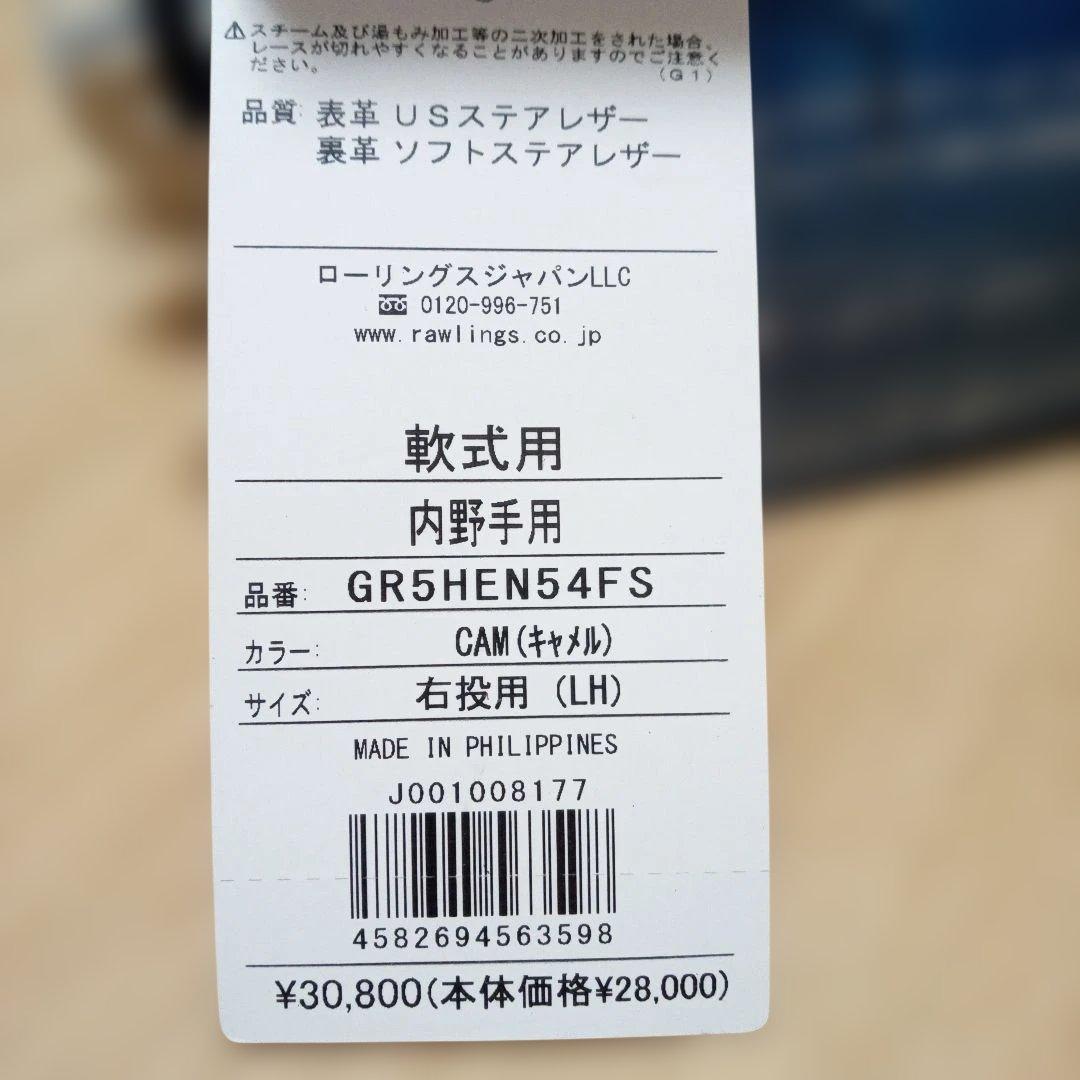 ⚠スチーム及び湯もみ加工等の二次加工をされた場合、
レースが切れやすくなることがありますのでご注意く
ださい。
(G1)
品質: 表革 USステアレザー
裏革 ソフトステアレザー
ローリングスジャパンLLC
0120-996-751
www.rawlings.co.jp
軟式用
内野手用
品番: GR5HEN54FS
カラー: CAM(ｷｬﾒﾙ)
サイズ: 右投用 (LH)
MADE IN PHILIPPINES
J001008177
4582694563598
¥30,800(本体価格¥28,000)